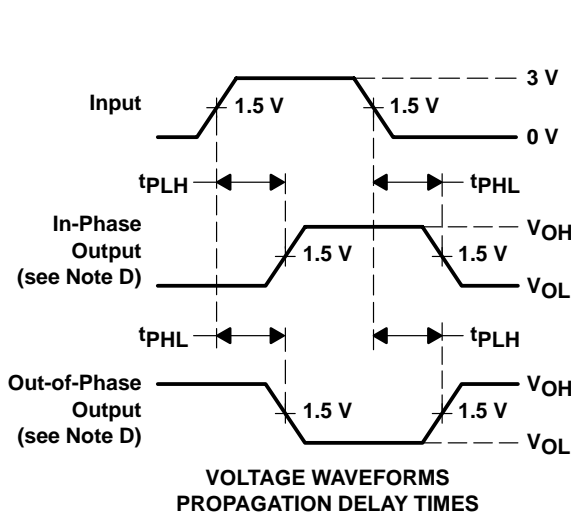 3 V
Input
1.5 V
1.5 V
0 V
tPLH
tPHL
In-Phase
Output
(see Note D)
VOH
1.5 V
1.5 V
VOL
tPHL
tPLH
Out-of-Phase
Output
(see Note D)
VOH
1.5 V
1.5 V
VOL
VOLTAGE WAVEFORMS
PROPAGATION DELAY TIMES